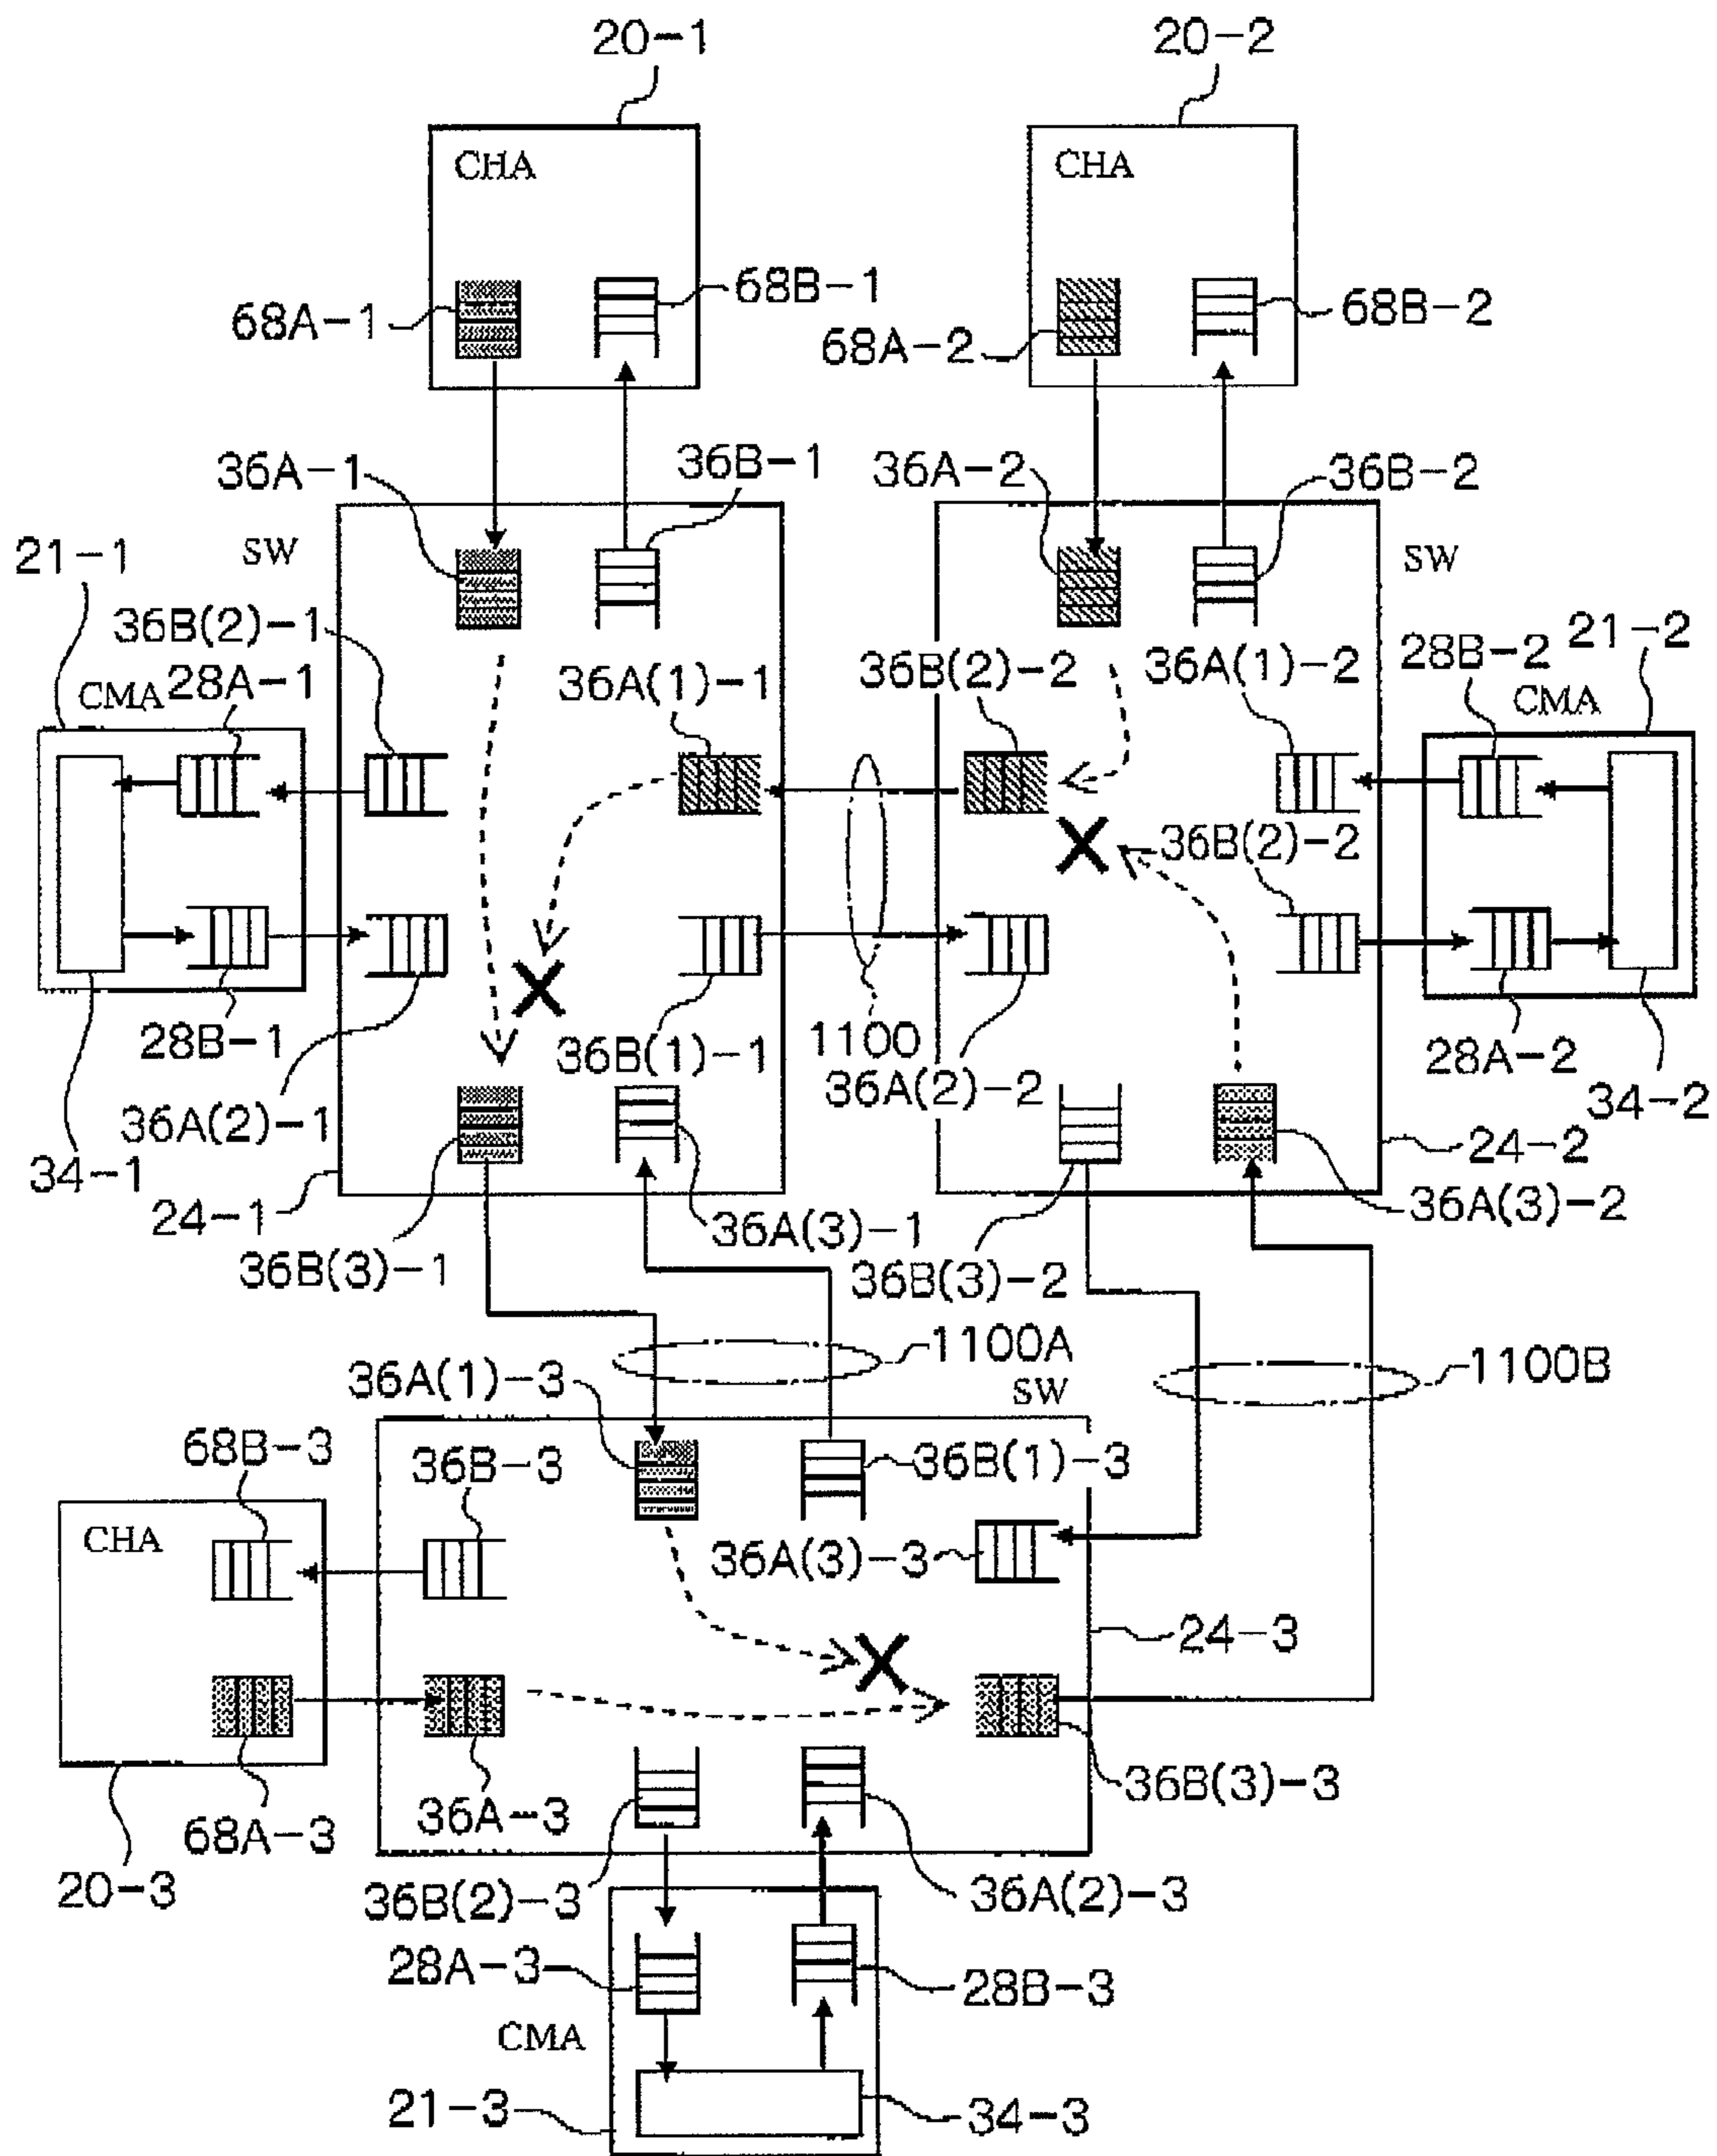 20-1
20-2
CHA
CHA
68A-1
68B-1
68A-2
68B-2
36A-1
36B-1
36A-2
36B-2
SW
SW
21-1
36B(2)-1
28A-1
CMA
36A(1)-1
36B(2)-2
36A(1)-2
28B-2
21-2
CMA
36B(2)-2
28B-1
36A(2)-1
34-1
24-1
36B(1)-1
1100
36A(2)-2
28A-2
34-2
24-2
36B(3)-1
36A(3)-1
36B(3)-2
36A(3)-2
1100A
1100B
36A(1)-3
SW
68B-3
36B-3
36B(1)-3
CHA
36A(3)-3
24-3
68A-3
20-3
36A-3
36B(3)-3
36B(2)-3
36A(2)-3
28A-3
28B-3
CMA
21-3
34-3